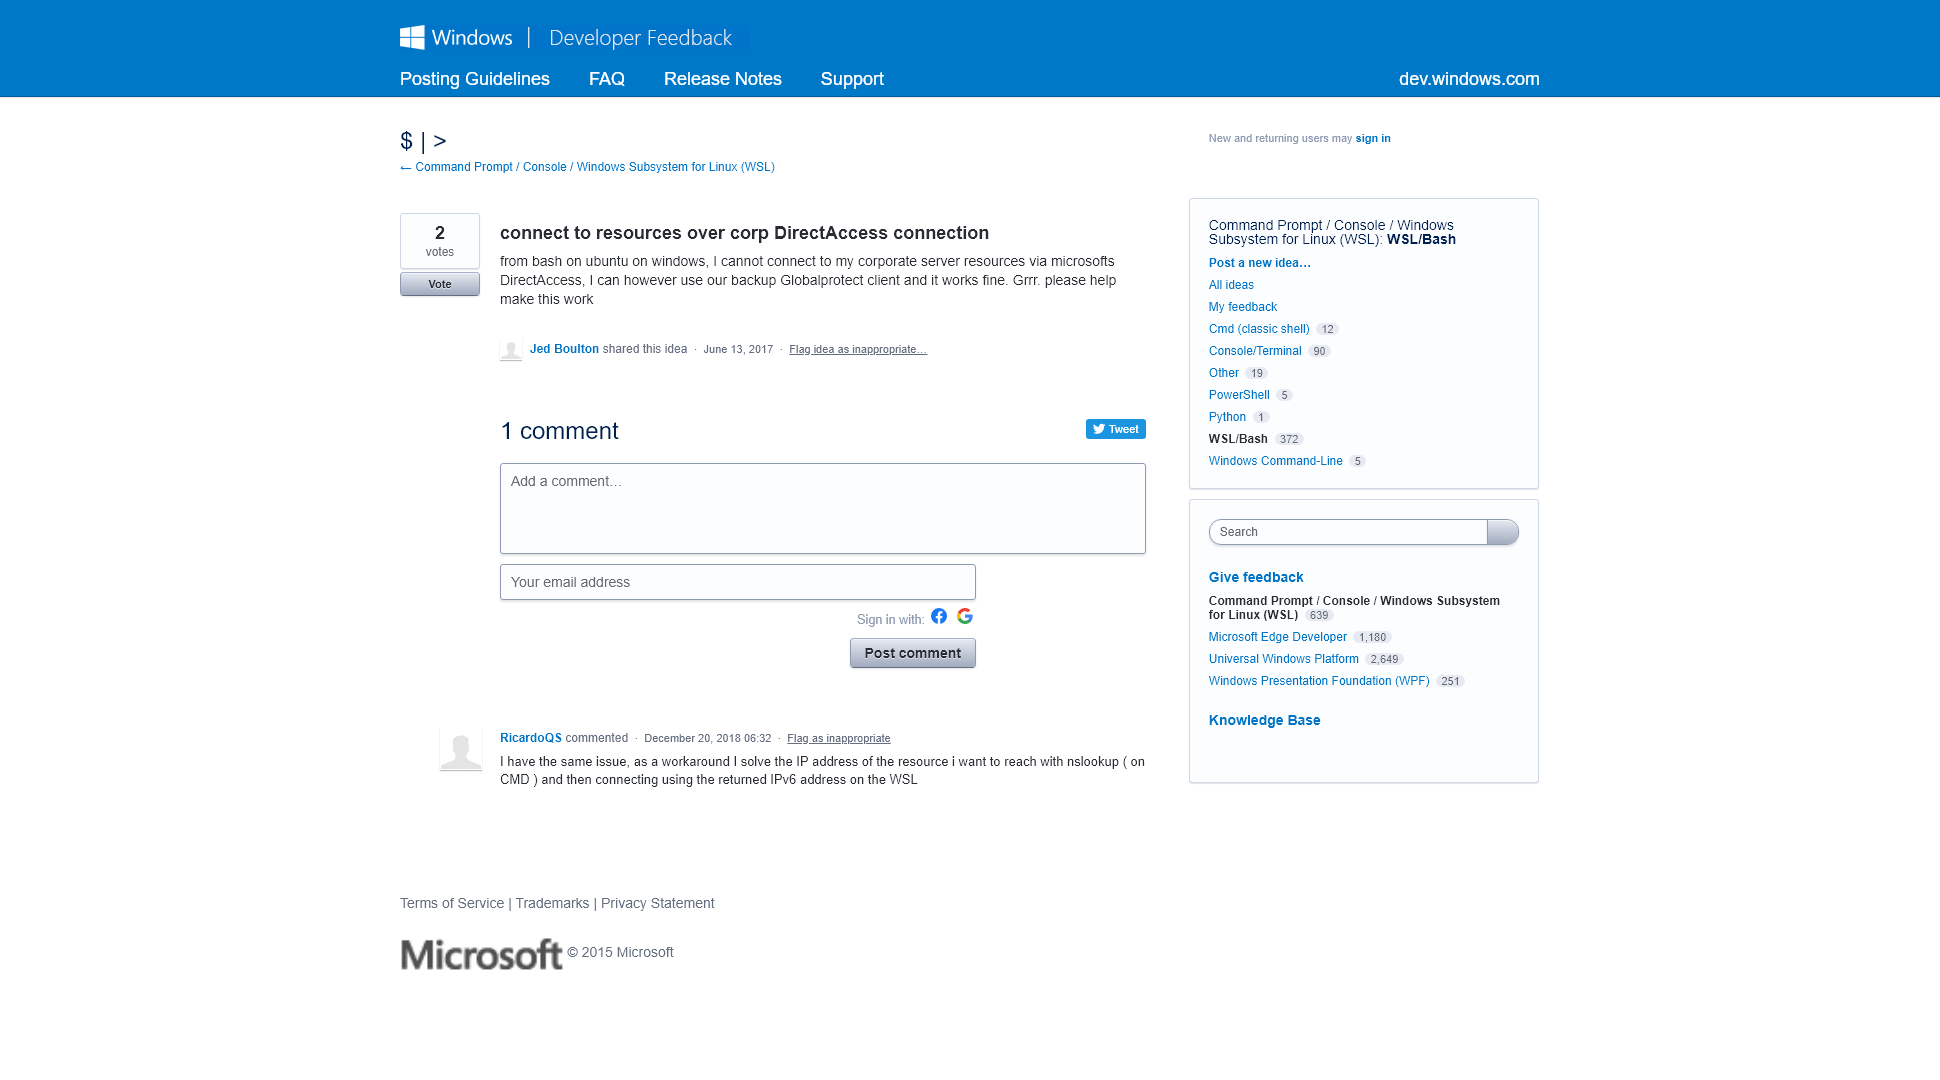 Windows | Developer Feedback
Posting Guidelines FAQ Release Notes Support dev.windows.com
$ | >
← Command Prompt / Console / Windows Subsystem for Linux (WSL)
New and returning users may sign in
2
votes
Vote
connect to resources over corp DirectAccess connection
from bash on ubuntu on windows, I cannot connect to my corporate server resources via microsofts
DirectAccess, I can however use our backup Globalprotect client and it works fine. Grrr. please help
make this work
Jed Boulton shared this idea · June 13, 2017 · Flag idea as inappropriate…
1 comment
Tweet
Add a comment…
Your email address
Sign in with:
Post comment
RicardoQS commented · December 20, 2018 06:32 · Flag as inappropriate
I have the same issue, as a workaround I solve the IP address of the resource i want to reach with nslookup ( on
CMD ) and then connecting using the returned IPv6 address on the WSL
Command Prompt / Console / Windows
Subsystem for Linux (WSL): WSL/Bash
Post a new idea…
All ideas
My feedback
Cmd (classic shell) 12
Console/Terminal 90
Other 19
PowerShell 5
Python 1
WSL/Bash 372
Windows Command-Line 5
Search
Give feedback
Command Prompt / Console / Windows Subsystem
for Linux (WSL) 639
Microsoft Edge Developer 1,180
Universal Windows Platform 2,649
Windows Presentation Foundation (WPF) 251
Knowledge Base
Terms of Service | Trademarks | Privacy Statement
Microsoft © 2015 Microsoft